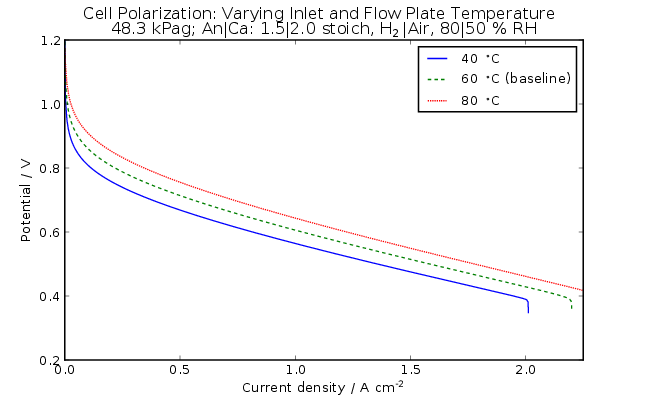 Cell Polarization: Varying Inlet and Flow Plate Temperature
48.3 kPag; An|Ca: 1.5|2.0 stoich, H₂|Air, 80|50 % RH
1.2
1.0
0.8
0.6
0.4
0.2
Potential / V
40 °C
60 °C (baseline)
80 °C
0.0 0.5 1.0 1.5 2.0
Current density / A cm⁻²